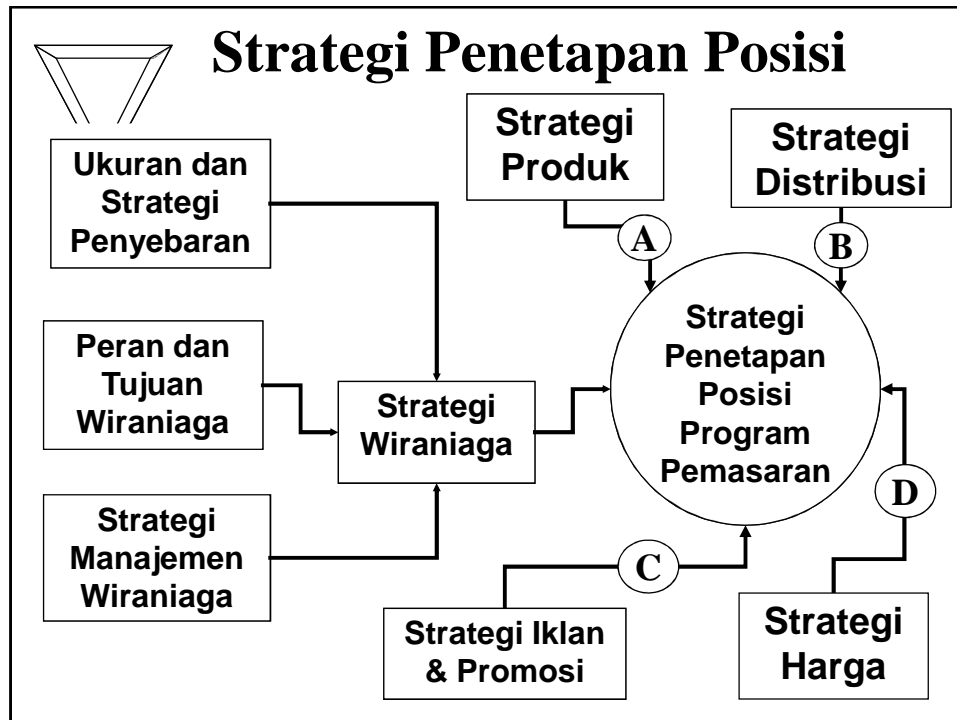 Strategi Penetapan Posisi
Strategi
Produk
Strategi
Distribusi
Ukuran dan
Strategi
Penyebaran
A
B
Peran dan
Tujuan
Wiraniaga
Strategi
Wiraniaga
Strategi
Penetapan
Posisi
Program
Pemasaran
Strategi
Manajemen
Wiraniaga
C
D
Strategi Iklan
& Promosi
Strategi
Harga